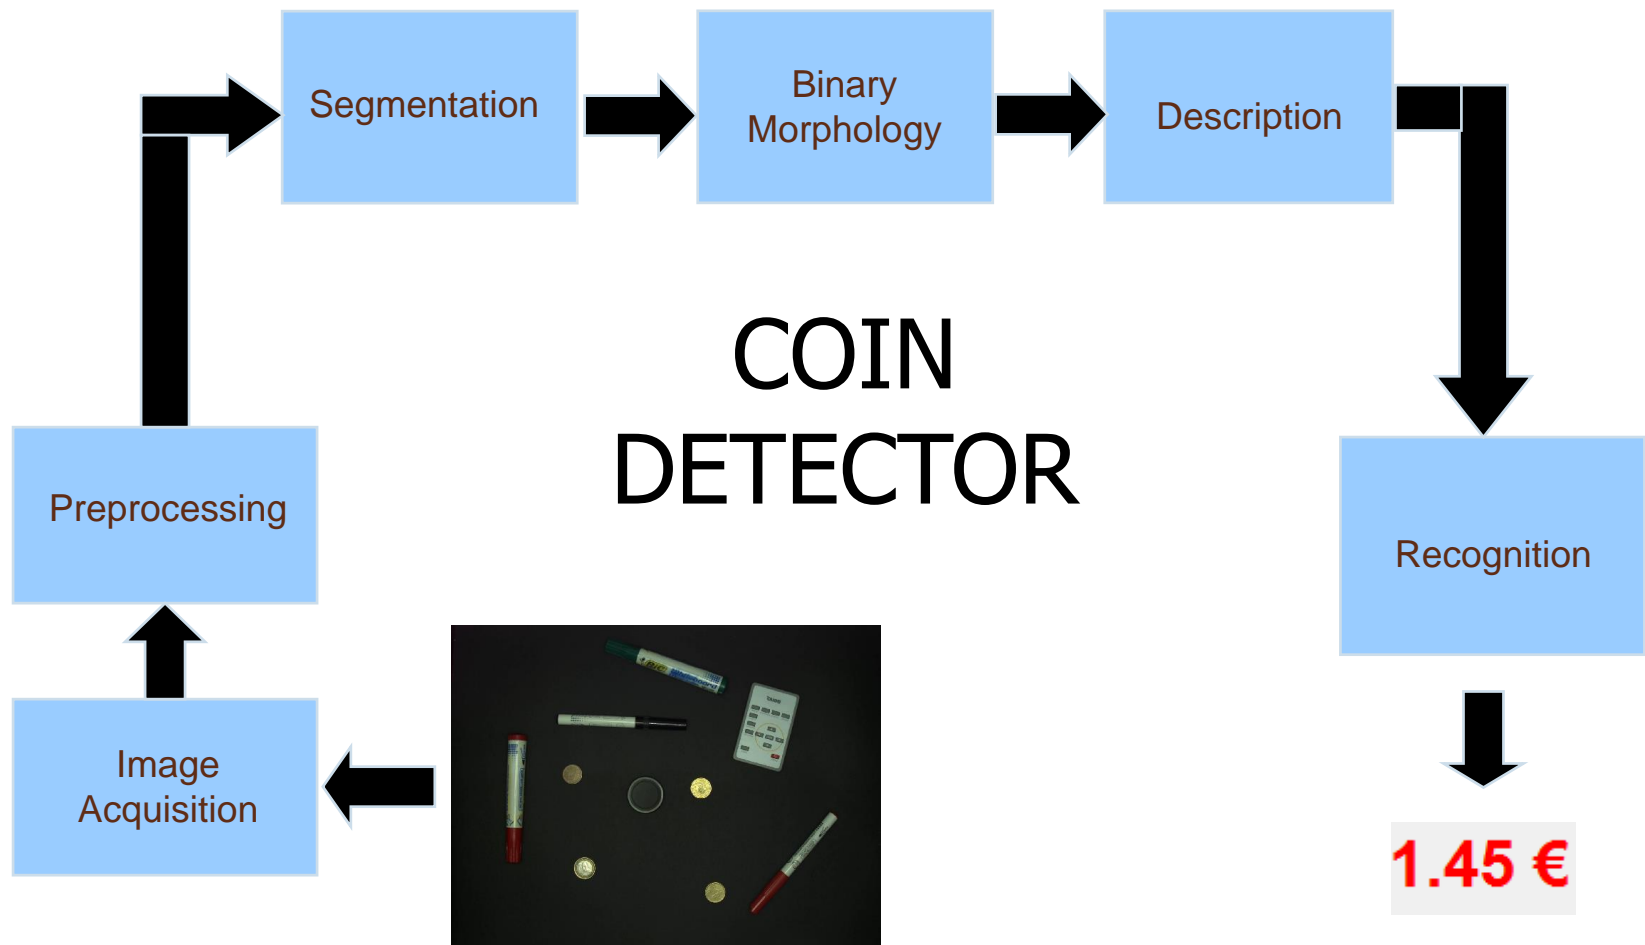 Segmentation
Binary
Morphology
Description
COIN
DETECTOR
Preprocessing
Recognition
Image
Acquisition
1.45 €